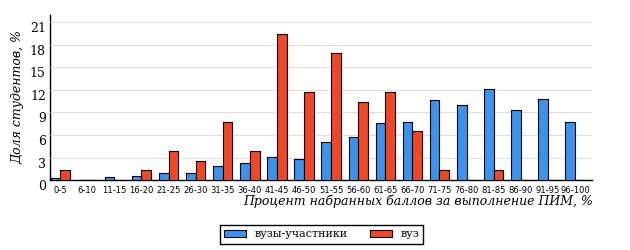 Доля студентов, %
21
18
15
12
9
6
3
0
0-5 6-10 11-15 16-20 21-25 26-30 31-35 36-40 41-45 46-50 51-55 56-60 61-65 66-70 71-75 76-80 81-85 86-90 91-95 96-100
Процент набранных баллов за выполнение ПИМ, %
вузы-участники вуз